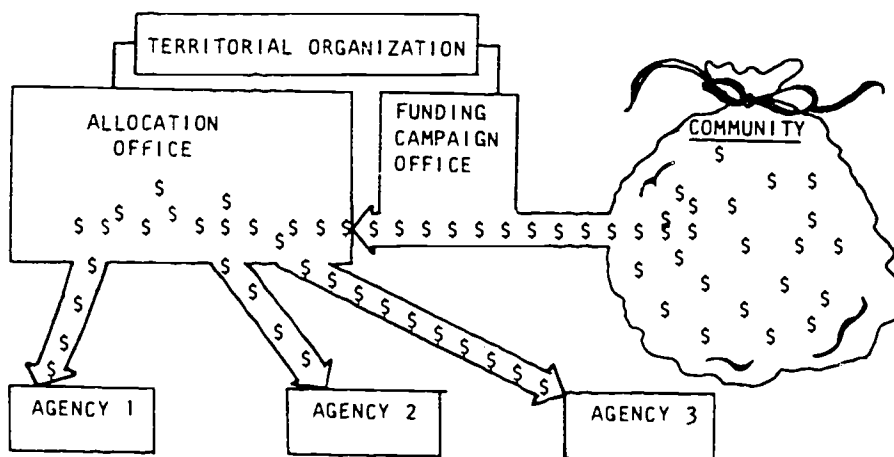 TERRITORIAL ORGANIZATION
ALLOCATION
OFFICE
FUNDING
CAMPAIGN
OFFICE
COMMUNITY
$ $ $ $ $ $ $ $ $ $ $ $ $ $ $ $ $ $ $ $ $ $ $ $
AGENCY 1
AGENCY 2
AGENCY 3